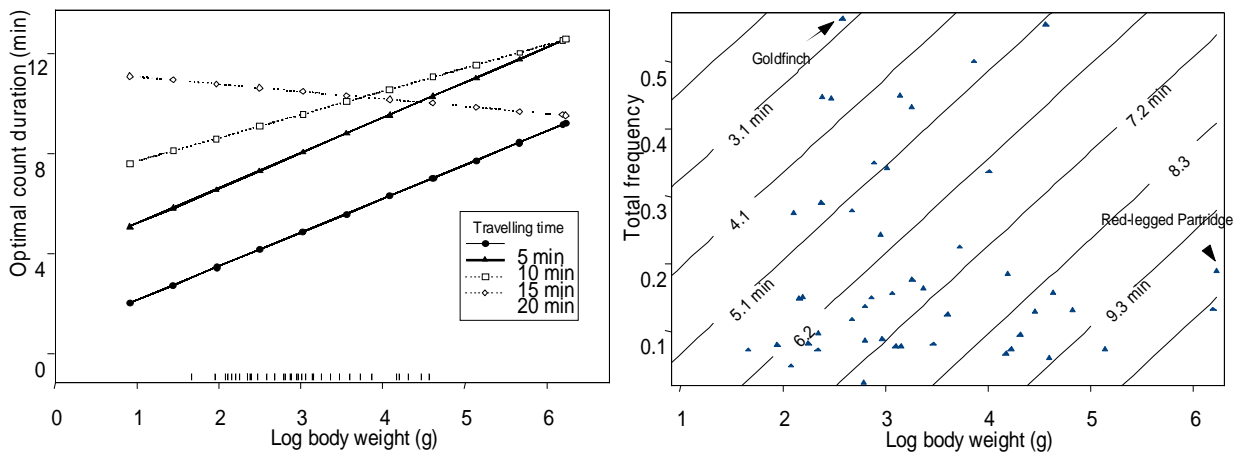 Optimal count duration (min)
12
8
4
0
0 1 2 3 4 5 6
Log body weight (g)
Travelling time
5 min
10 min
15 min
20 min
Total frequency
0.5
0.4
0.3
0.2
0.1
1 2 3 4 5 6
Log body weight (g)
Goldfinch
Red-legged Partridge
3.1 min
4.1
5.1 min
6.2
7.2 min
8.3
9.3 min